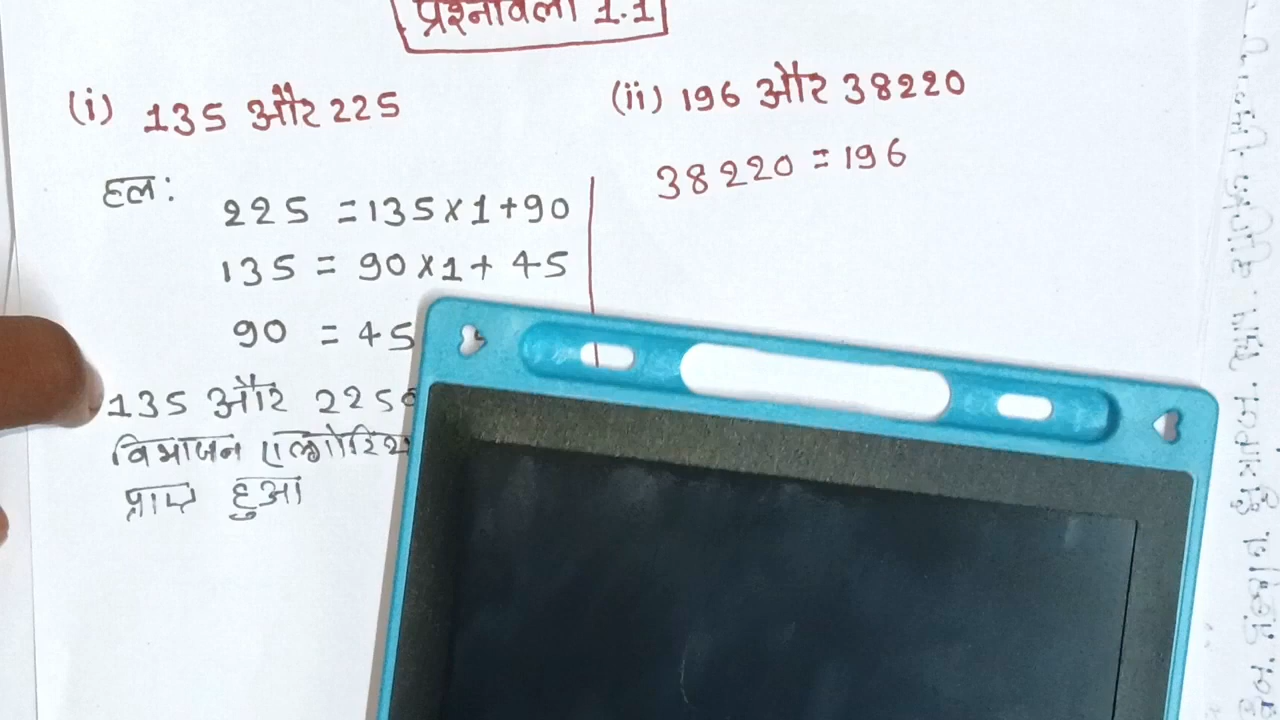 प्रश्नावली 1.1
(i) 135 और 225
हल:
225 = 135 × 1 + 90
135 = 90 × 1 + 45
90 = 45
135 और 225
विभाजन एल्गोरिथ
प्राप्त हुआ
(ii) 196 और 38220
38220 = 196